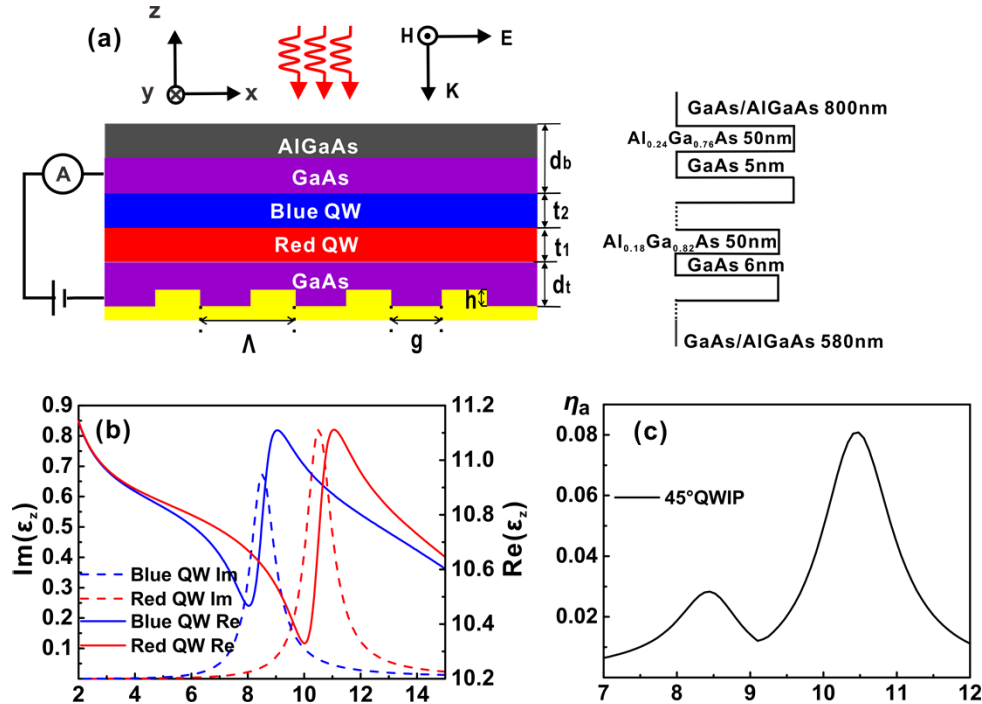 (a)
z
y
x
H
E
K
A
AlGaAs
GaAs
Blue QW
Red QW
GaAs
db
t2
t1
dt
h
Λ
g
GaAs/AlGaAs 800nm
Al0.24Ga0.76As 50nm
GaAs 5nm
Al0.18Ga0.82As 50nm
GaAs 6nm
GaAs/AlGaAs 580nm
(b)
Im(εz)
0.9
0.8
0.7
0.6
0.5
0.4
0.3
0.2
0.1
2 4 6 8 10 12 14
Blue QW Im
Red QW Im
Blue QW Re
Red QW Re
11.2
11.0
10.8
10.6
10.4
10.2
Re(εz)
(c)
ηa
0.08
0.06
0.04
0.02
45°QWIP
7 8 9 10 11 12